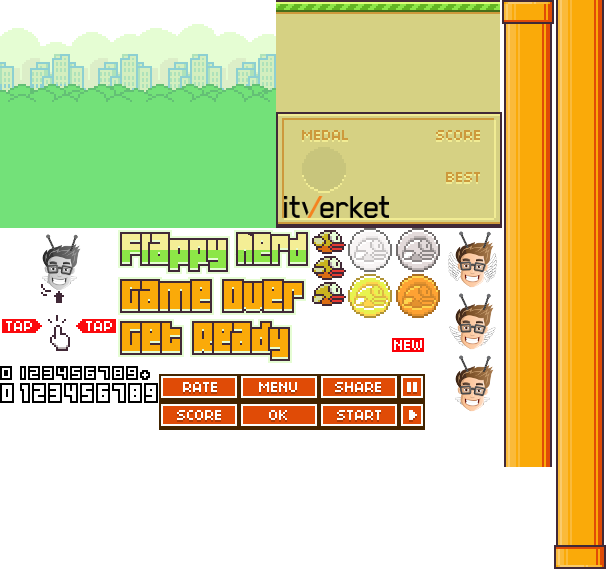 MEDAL SCORE
BEST
itverket
Flappy Nerd
Game Over
TAP TAP
Get Ready
NEW
0 123456789+
0 123456789
RATE MENU SHARE
SCORE OK START